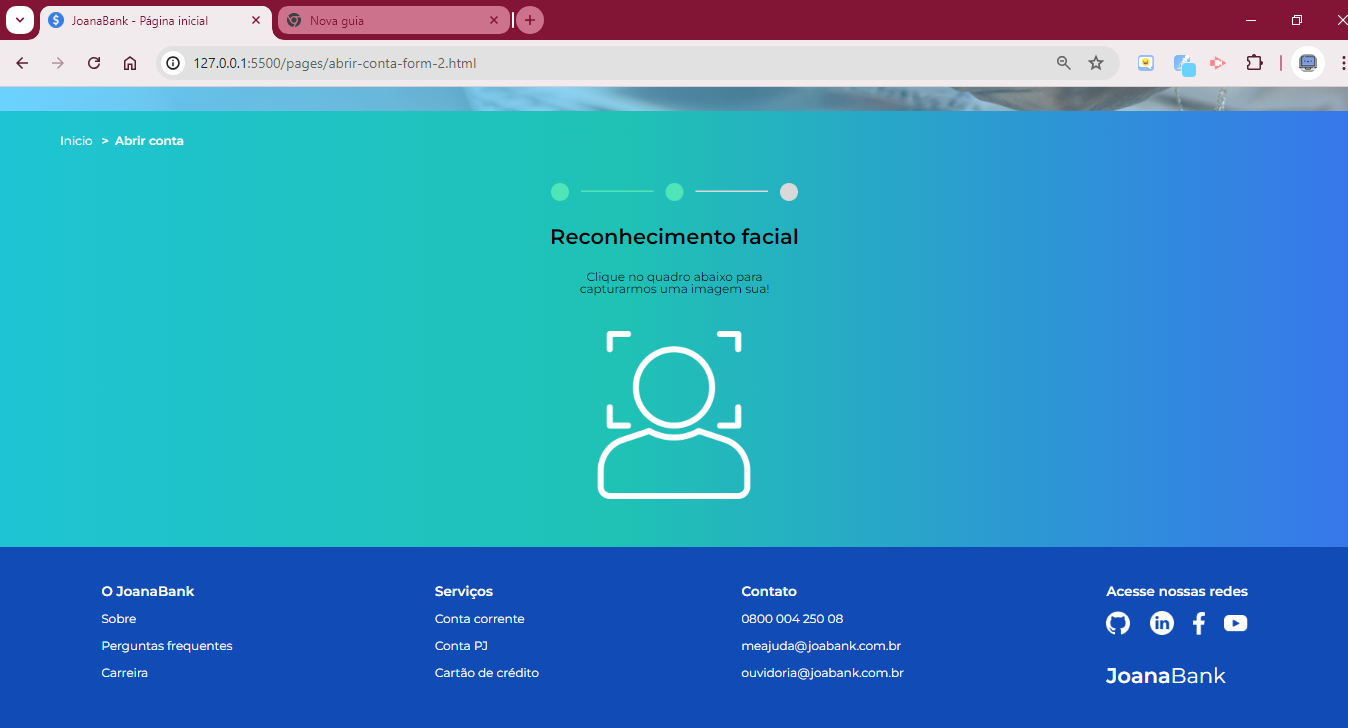 JoanaBank - Página inicial
Nova guia
127.0.0.1:5500/pages/abrir-conta-form-2.html
Inicio > Abrir conta
Reconhecimento facial
Clique no quadro abaixo para
capturarmos uma imagem sua!
O JoanaBank
Sobre
Perguntas frequentes
Carreira
Serviços
Conta corrente
Conta PJ
Cartão de crédito
Contato
0800 004 250 08
meajuda@joabank.com.br
ouvidoria@joabank.com.br
Acesse nossas redes
JoanaBank